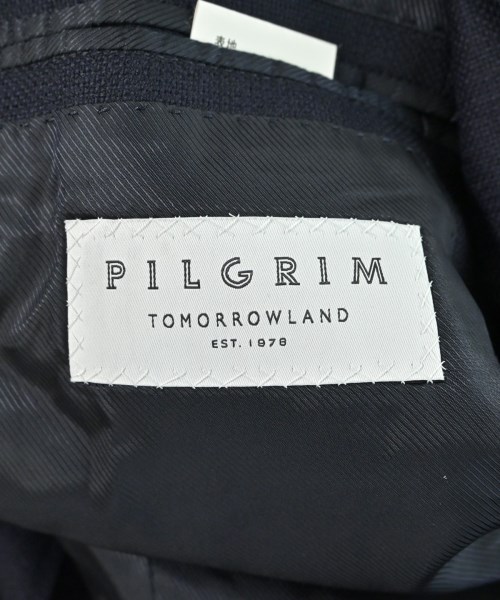 表地
PILGRIM
TOMORROWLAND
EST. 1978